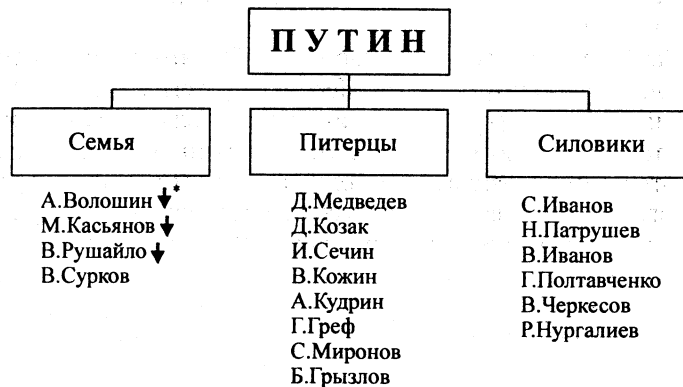 ПУТИН
Семья
А.Волошин ↓*
М.Касьянов ↓
В.Рушайло ↓
В.Сурков
Питерцы
Д.Медведев
Д.Козак
И.Сечин
В.Кожин
А.Кудрин
Г.Греф
С.Миронов
Б.Грызлов
Силовики
С.Иванов
Н.Патрушев
В.Иванов
Г.Полтавченко
В.Черкесов
Р.Нургалиев